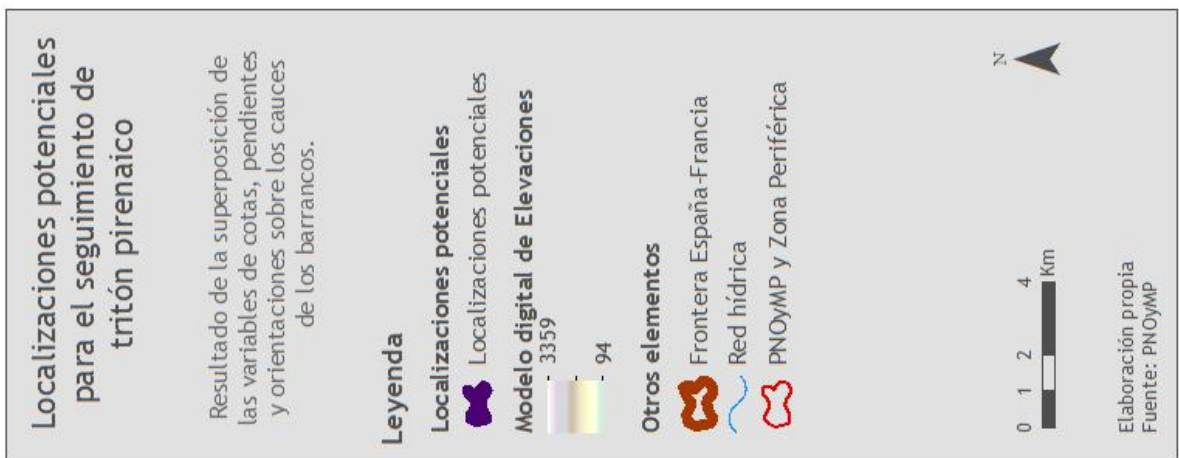 Localizaciones potenciales
para el seguimiento de
tritón pirenaico
Resultado de la superposición de
las variables de cotas, pendientes
y orientaciones sobre los cauces
de los barrancos.
Leyenda
Localizaciones potenciales
Localizaciones potenciales
Modelo digital de Elevaciones
3359
94
Otros elementos
Frontera España-Francia
Red hídrica
PNOyMP y Zona Periférica
N
0 1 2 4
Km
Elaboración propia
Fuente: PNOyMP